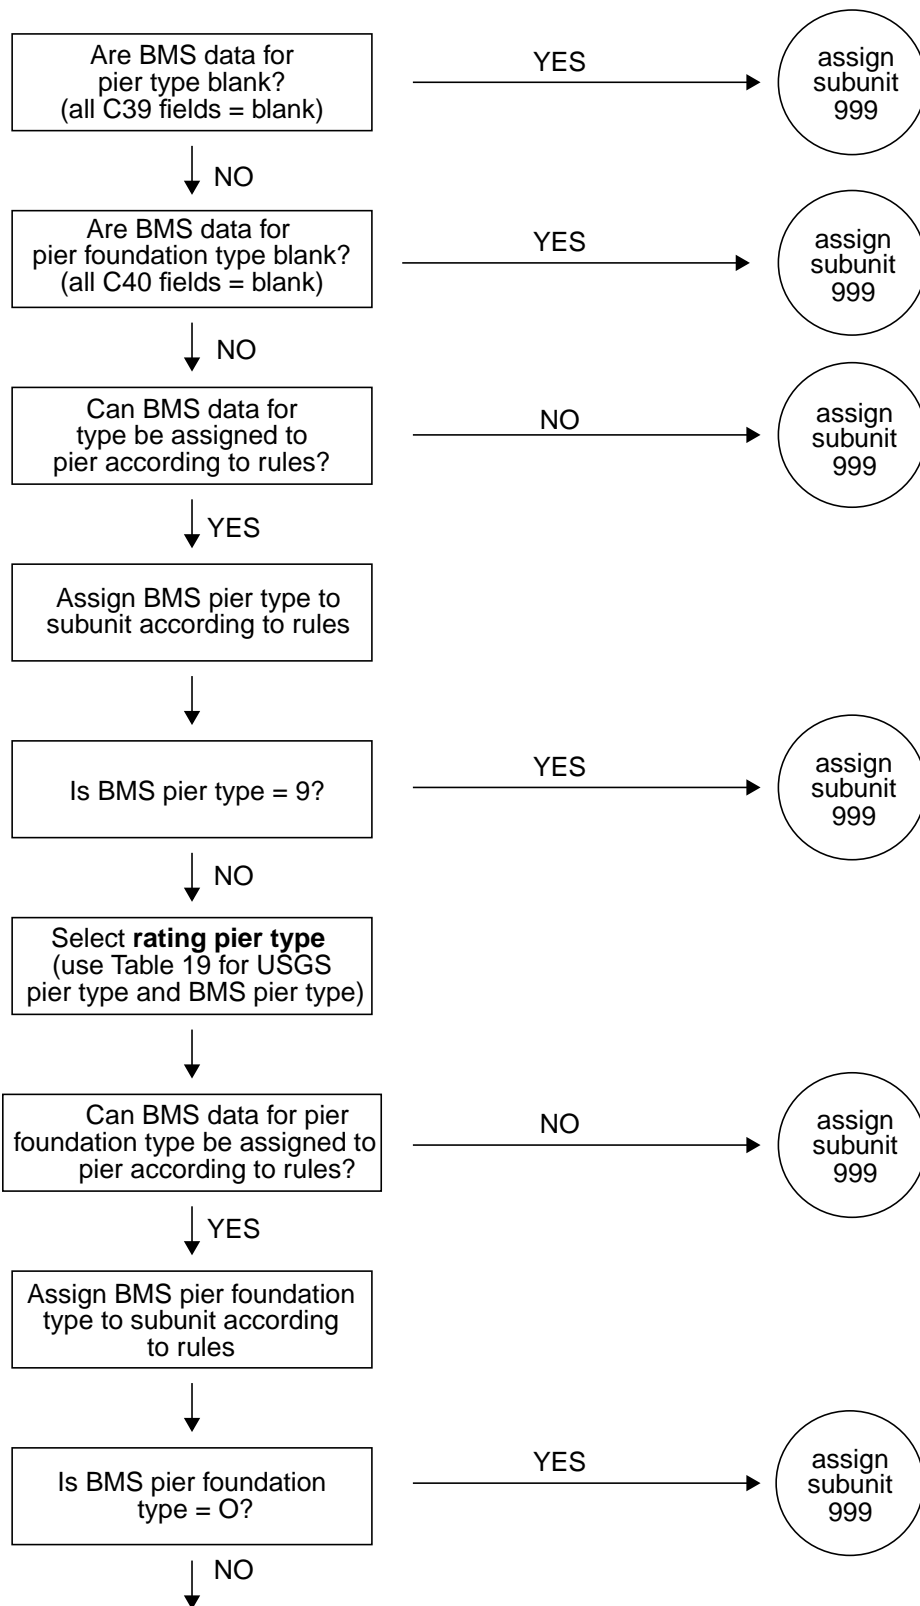 Are BMS data for
pier type blank?
(all C39 fields = blank)
YES
assign
subunit
999
NO
Are BMS data for
pier foundation type blank?
(all C40 fields = blank)
YES
assign
subunit
999
NO
Can BMS data for
type be assigned to
pier according to rules?
NO
assign
subunit
999
YES
Assign BMS pier type to
subunit according to rules
Is BMS pier type = 9?
YES
assign
subunit
999
NO
Select rating pier type
(use Table 19 for USGS
pier type and BMS pier type)
Can BMS data for pier
foundation type be assigned to
pier according to rules?
NO
assign
subunit
999
YES
Assign BMS pier foundation
type to subunit according
to rules
Is BMS pier foundation
type = O?
YES
assign
subunit
999
NO